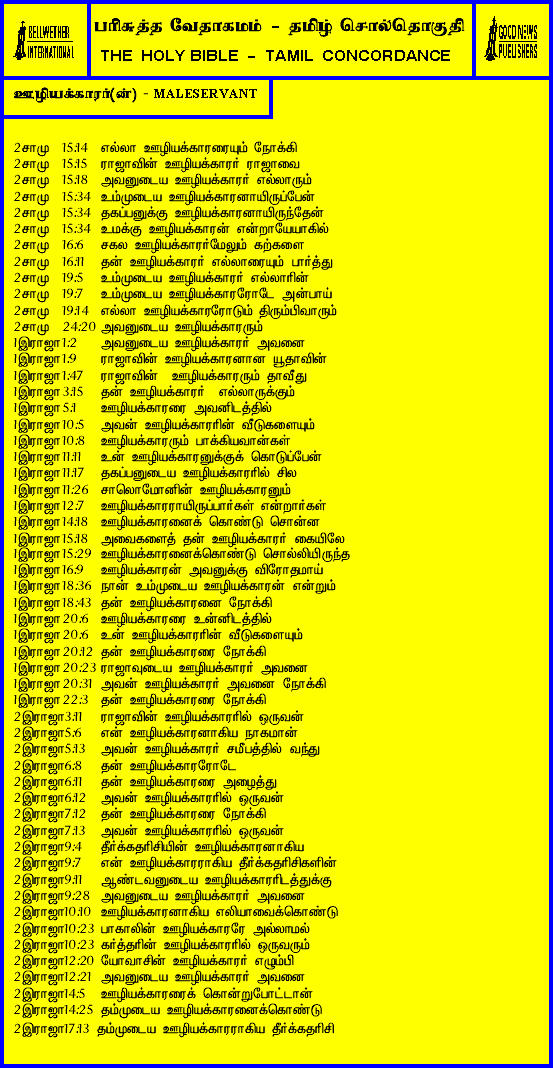 BELLWETHER
INTERNATIONAL
பரிசுத்த வேதாகமம் - தமிழ் சொல்தொகுதி
THE HOLY BIBLE - TAMIL CONCORDANCE
GOOD NEWS
PUBLISHERS
ஊழியக்காரர்(ன்) - MALESERVANT
2சாமு 15:14 எல்லா ஊழியக்காரரையும் நோக்கி
2சாமு 15:15 ராஜாவின் ஊழியக்காரர் ராஜாவை
2சாமு 15:18 அவனுடைய ஊழியக்காரர் எல்லாரும்
2சாமு 15:34 உம்முடைய ஊழியக்காரனாயிருப்பேன்
2சாமு 15:34 தகப்பனுக்கு ஊழியக்காரனாயிருந்தேன்
2சாமு 15:34 உமக்கு ஊழியக்காரன் என்றாயேயாகில்
2சாமு 16:6 சகல ஊழியக்காரர்மேலும் கற்களை
2சாமு 16:11 தன் ஊழியக்காரர் எல்லாரையும் பார்த்து
2சாமு 19:5 உம்முடைய ஊழியக்காரர் எல்லாரின்
2சாமு 19:7 உம்முடைய ஊழியக்காரரோடே அன்பாய்
2சாமு 19:14 எல்லா ஊழியக்காரரோடும் திரும்பிவாரும்
2சாமு 24:20 அவனுடைய ஊழியக்காரரும்
1இராஜா1:2 அவனுடைய ஊழியக்காரர் அவனை
1இராஜா1:9 ராஜாவின் ஊழியக்காரனான யூதாவின்
1இராஜா1:47 ராஜாவின் ஊழியக்காரரும் தாவீது
1இராஜா3:15 தன் ஊழியக்காரர் எல்லாருக்கும்
1இராஜா5:1 ஊழியக்காரரை அவனிடத்தில்
1இராஜா10:5 அவன் ஊழியக்காரரின் வீடுகளையும்
1இராஜா10:8 ஊழியக்காரரும் பாக்கியவான்கள்
1இராஜா11:11 உன் ஊழியக்காரனுக்குக் கொடுப்பேன்
1இராஜா11:17 தகப்பனுடைய ஊழியக்காரரில் சில
1இராஜா11:26 சாலொமோனின் ஊழியக்காரனும்
1இராஜா12:7 ஊழியக்காரராயிருப்பார்கள் என்றார்கள்
1இராஜா14:18 ஊழியக்காரனைக் கொண்டு சொன்ன
1இராஜா15:18 அவைகளைத் தன் ஊழியக்காரர் கையிலே
1இராஜா15:29 ஊழியக்காரனைக்கொண்டு சொல்லியிருந்த
1இராஜா16:9 ஊழியக்காரன் அவனுக்கு விரோதமாய்
1இராஜா18:36 நான் உம்முடைய ஊழியக்காரன் என்றும்
1இராஜா18:43 தன் ஊழியக்காரனை நோக்கி
1இராஜா20:6 ஊழியக்காரரை உன்னிடத்தில்
1இராஜா20:6 உன் ஊழியக்காரரின் வீடுகளையும்
1இராஜா20:12 தன் ஊழியக்காரரை நோக்கி
1இராஜா20:23 ராஜாவுடைய ஊழியக்காரர் அவனை
1இராஜா20:31 அவன் ஊழியக்காரர் அவனை நோக்கி
1இராஜா22:3 தன் ஊழியக்காரரை நோக்கி
2இராஜா3:11 ராஜாவின் ஊழியக்காரரில் ஒருவன்
2இராஜா5:6 என் ஊழியக்காரனாகிய நாகமான்
2இராஜா5:13 அவன் ஊழியக்காரர் சமீபத்தில் வந்து
2இராஜா6:8 தன் ஊழியக்காரரோடே
2இராஜா6:11 தன் ஊழியக்காரரை அழைத்து
2இராஜா6:12 அவன் ஊழியக்காரரில் ஒருவன்
2இராஜா7:12 தன் ஊழியக்காரரை நோக்கி
2இராஜா7:13 அவன் ஊழியக்காரரில் ஒருவன்
2இராஜா9:4 தீர்க்கதரிசியின் ஊழியக்காரனாகிய
2இராஜா9:7 என் ஊழியக்காரராகிய தீர்க்கதரிசிகளின்
2இராஜா9:11 ஆண்டவனுடைய ஊழியக்காரரிடத்துக்கு
2இராஜா9:28 அவனுடைய ஊழியக்காரர் அவனை
2இராஜா10:10 ஊழியக்காரனாகிய எலியாவைக்கொண்டு
2இராஜா10:23 பாகாலின் ஊழியக்காரரே அல்லாமல்
2இராஜா10:23 கர்த்தரின் ஊழியக்காரரில் ஒருவரும்
2இராஜா12:20 யோவாசின் ஊழியக்காரர் எழும்பி
2இராஜா12:21 அவனுடைய ஊழியக்காரர் அவனை
2இராஜா14:5 ஊழியக்காரரைக் கொன்றுபோட்டான்
2இராஜா14:25 தம்முடைய ஊழியக்காரனைக்கொண்டு
2இராஜா17:13 தம்முடைய ஊழியக்காரராகிய தீர்க்கதரிசி